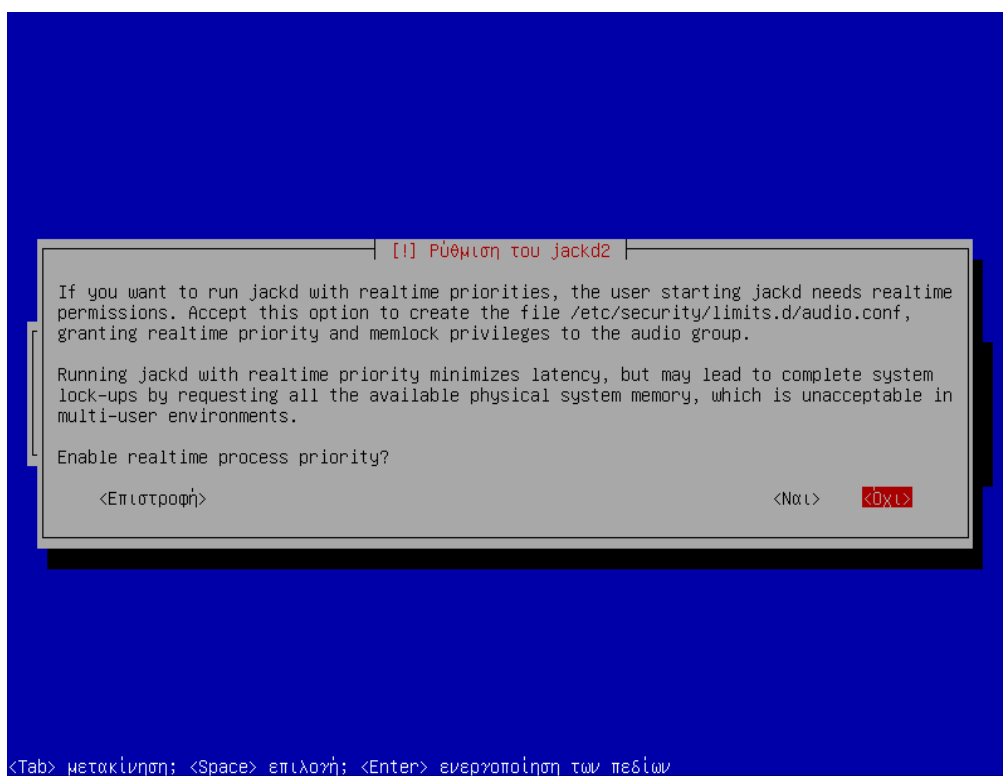 [!] Ρύθμιση του jackd2
If you want to run jackd with realtime priorities, the user starting jackd needs realtime
permissions. Accept this option to create the file /etc/security/limits.d/audio.conf,
granting realtime priority and memlock privileges to the audio group.
Running jackd with realtime priority minimizes latency, but may lead to complete system
lock-ups by requesting all the available physical system memory, which is unacceptable in
multi-user environments.
Enable realtime process priority?
<Επιστροφή> <Ναι> <Όχι>
<Tab> μετακίνηση; <Space> επιλογή; <Enter> ενεργοποίηση των πεδίων